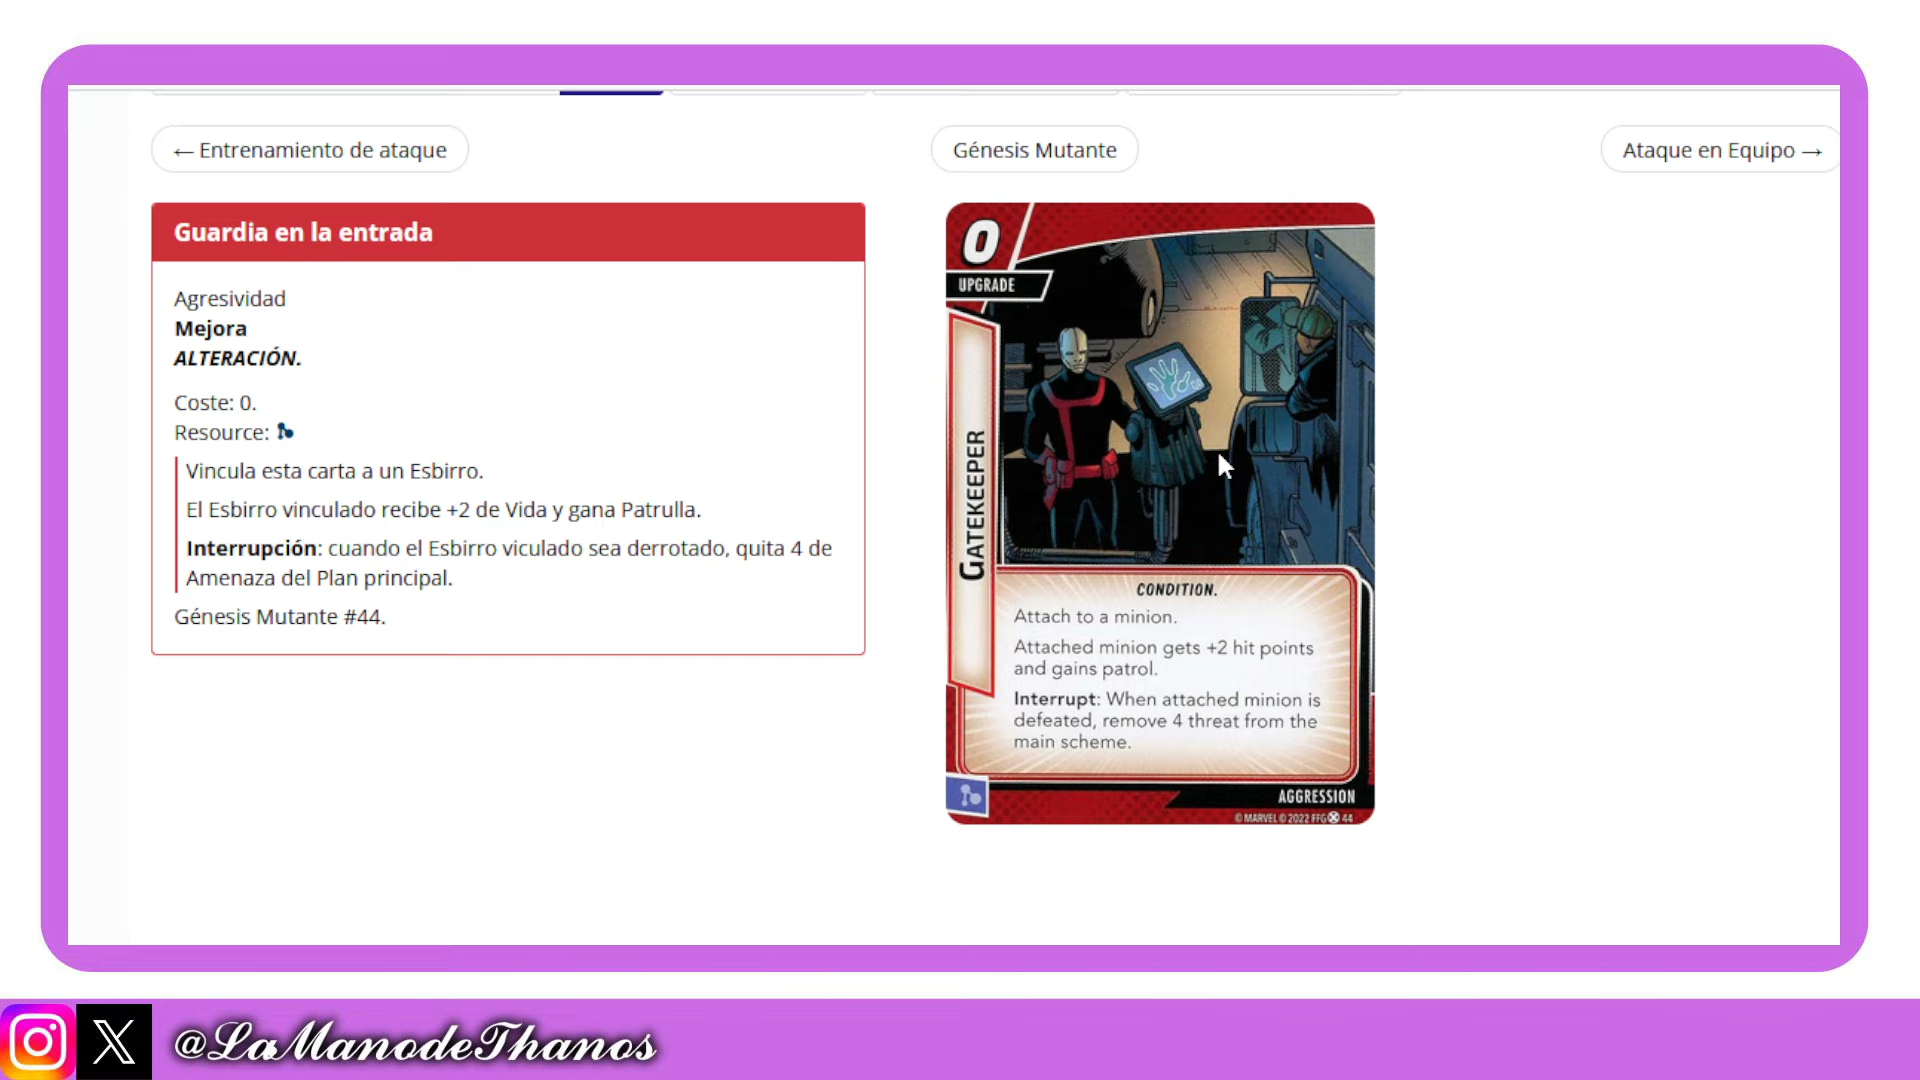 ← Entrenamiento de ataque
Génesis Mutante
Ataque en Equipo →
Guardia en la entrada
Agresividad
Mejora
ALTERACIÓN.
Coste: 0.
Resource:
Vincula esta carta a un Esbirro.
El Esbirro vinculado recibe +2 de Vida y gana Patrulla.
Interrupción: cuando el Esbirro viculado sea derrotado, quita 4 de
Amenaza del Plan principal.
Génesis Mutante #44.
0
UPGRADE
GATEKEEPER
CONDITION.
Attach to a minion.
Attached minion gets +2 hit points
and gains patrol.
Interrupt: When attached minion is
defeated, remove 4 threat from the
main scheme.
AGGRESSION
© MARVEL © 2022 FFG 44
@LaManodeThanos